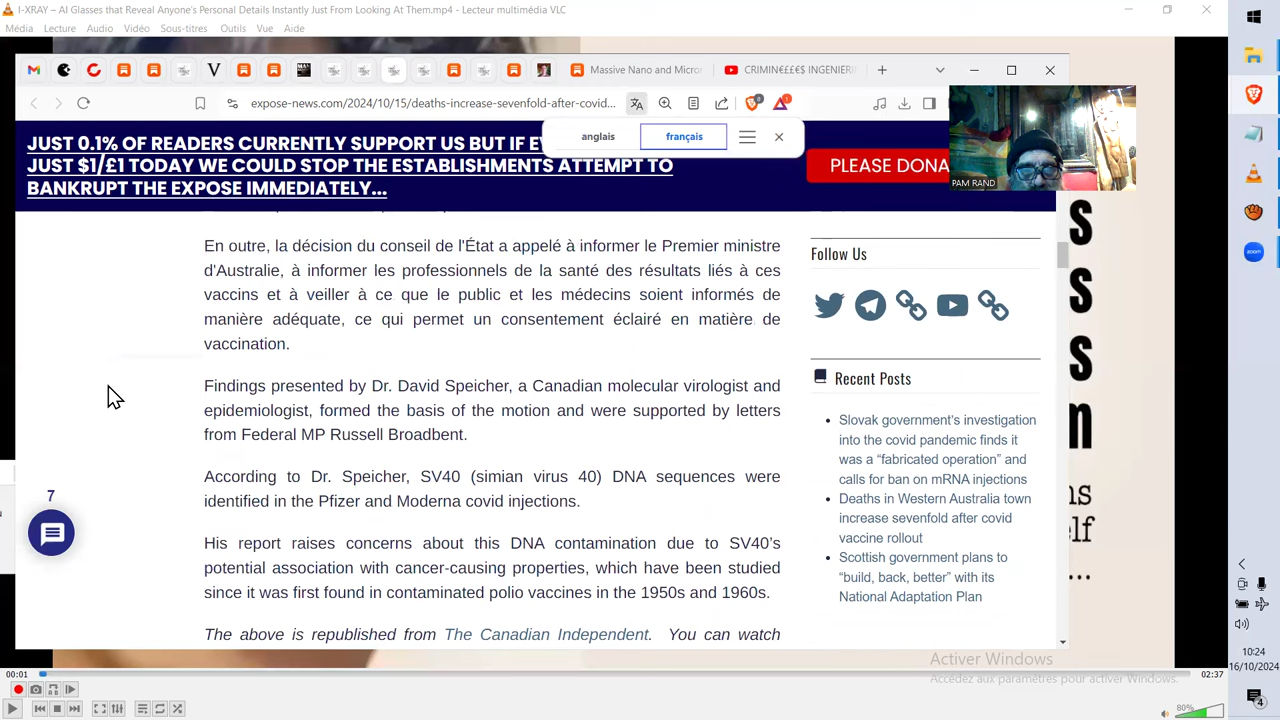 I-XRAY – AI Glasses that Reveal Anyone's Personal Details Instantly Just From Looking At Them.mp4 - Lecteur multimédia VLC
Média Lecture Audio Vidéo Sous-titres Outils Vue Aide
Massive Nano and Micro
CRIMIN€££€$ INGENIERI
expose-news.com/2024/10/15/deaths-increase-sevenfold-after-covid...
anglais français
JUST 0.1% OF READERS CURRENTLY SUPPORT US BUT IF E
JUST $1/£1 TODAY WE COULD STOP THE ESTABLISHMENTS ATTEMPT TO
BANKRUPT THE EXPOSE IMMEDIATELY...
PLEASE DONA
PAM RAND
En outre, la décision du conseil de l'État a appelé à informer le Premier ministre
d'Australie, à informer les professionnels de la santé des résultats liés à ces
vaccins et à veiller à ce que le public et les médecins soient informés de
manière adéquate, ce qui permet un consentement éclairé en matière de
vaccination.
Findings presented by Dr. David Speicher, a Canadian molecular virologist and
epidemiologist, formed the basis of the motion and were supported by letters
from Federal MP Russell Broadbent.
According to Dr. Speicher, SV40 (simian virus 40) DNA sequences were
identified in the Pfizer and Moderna covid injections.
His report raises concerns about this DNA contamination due to SV40's
potential association with cancer-causing properties, which have been studied
since it was first found in contaminated polio vaccines in the 1950s and 1960s.
The above is republished from The Canadian Independent. You can watch
7
Follow Us
Recent Posts
Slovak government's investigation
into the covid pandemic finds it
was a “fabricated operation” and
calls for ban on mRNA injections
Deaths in Western Australia town
increase sevenfold after covid
vaccine rollout
Scottish government plans to
“build, back, better” with its
National Adaptation Plan
Activer Windows
Accédez aux paramètres pour activer Windows.
00:01
02:37
80%
zoom
10:24
16/10/2024
4